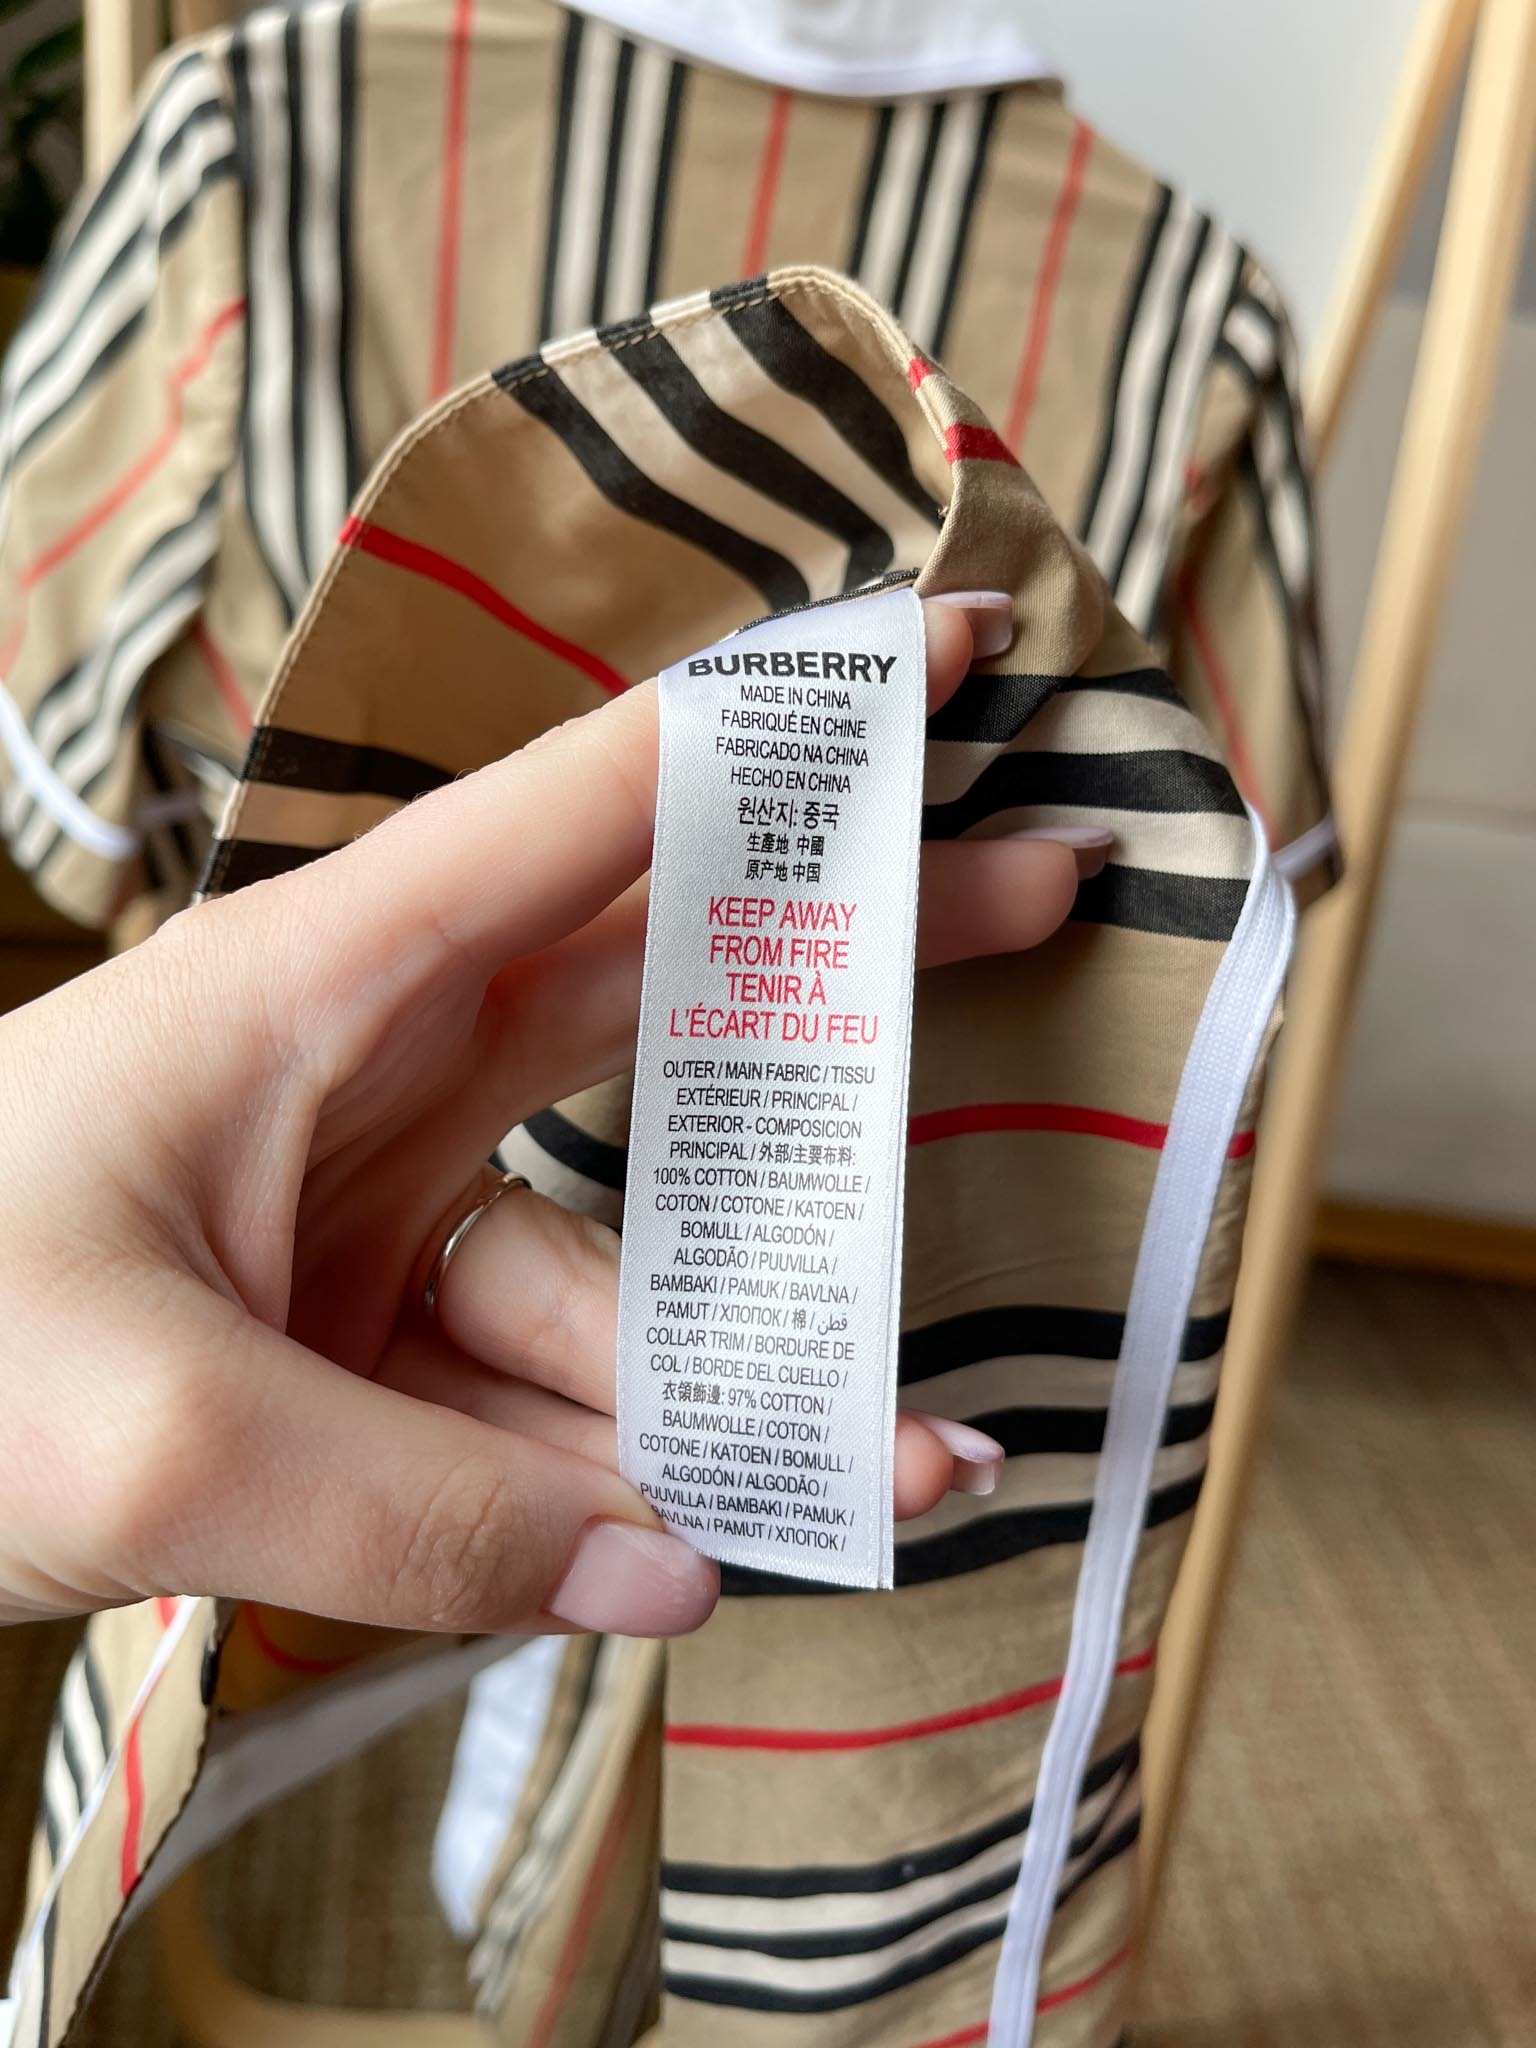 BURBERRY
MADE IN CHINA
FABRIQUÉ EN CHINE
FABRICADO NA CHINA
HECHO EN CHINA
원산지: 중국
生產地 中國
原产地 中国
KEEP AWAY
FROM FIRE
TENIR À
L'ÉCART DU FEU
OUTER / MAIN FABRIC / TISSU
EXTÉRIEUR / PRINCIPAL /
EXTERIOR - COMPOSICION
PRINCIPAL / 外部/主要布料:
100% COTTON / BAUMWOLLE /
COTON / COTONE / KATOEN /
BOMULL / ALGODÓN /
ALGODÃO / PUUVILLA /
BAMBAKI / PAMUK / BAVLNA /
PAMUT / ХЛОПОК / 棉 / قطن
COLLAR TRIM / BORDURE DE
COL / BORDE DEL CUELLO /
衣領飾邊: 97% COTTON /
BAUMWOLLE / COTON /
COTONE / KATOEN / BOMULL /
ALGODÓN / ALGODÃO /
PUUVILLA / BAMBAKI / PAMUK /
BAVLNA / PAMUT / ХЛОПОК /